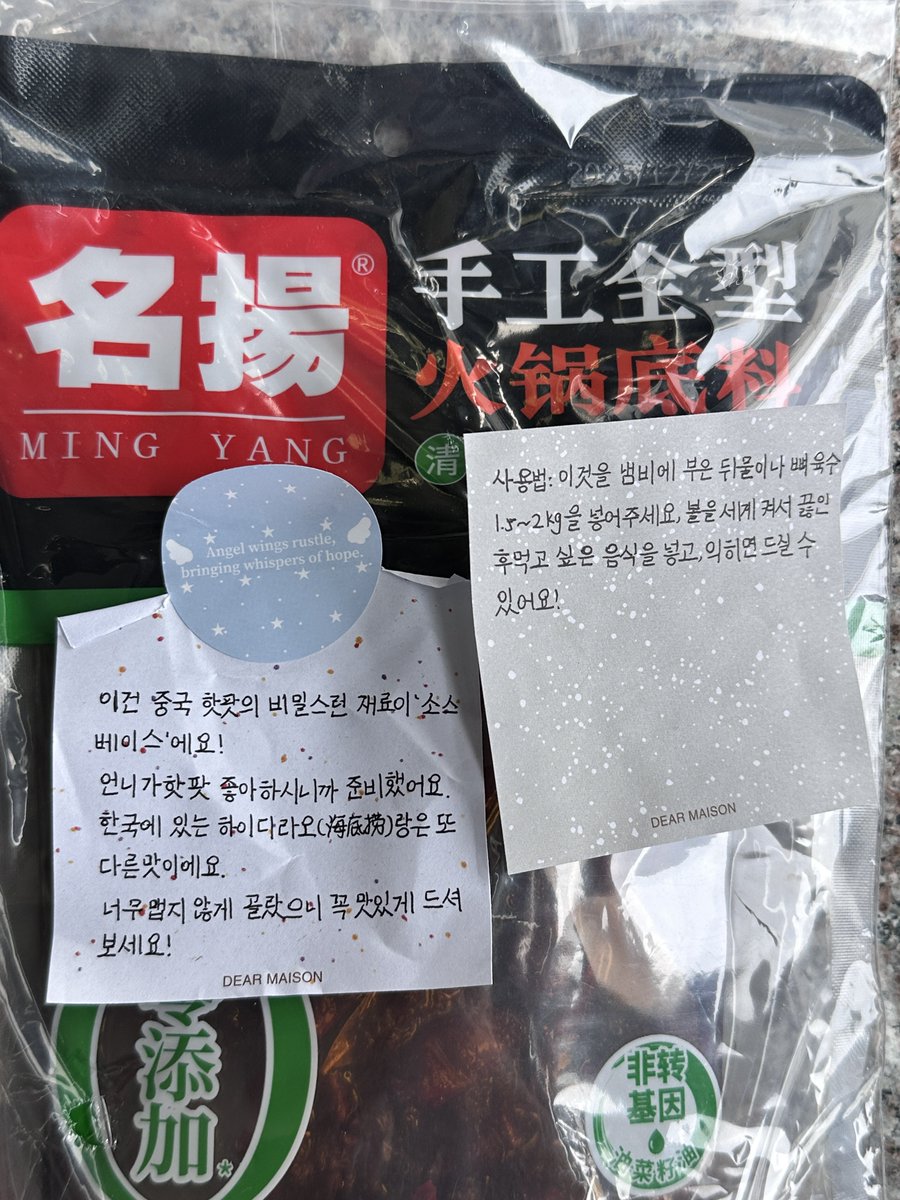 名揚®
MING YANG
手工全型
火锅底料
清
Angel wings rustle,
bringing whispers of hope.
이건 중국 핫팟의 비밀스런 재료이 '소스
베이스'에요!
언니가핫팟 좋아하시니까 준비했어요.
한국에 있는 하이다라오(海底捞)랑은 또
다른맛이에요.
너무맵지 않게 골랐으미 꼭 맛있게 드셔
보세요!
DEAR MAISON
사용법: 이것을 냄비에 부은 뒤물이나 뼈육수
1.5~2kg을 넣어주세요, 불을세게 켜서 끓인
후먹고 싶은 음식을 넣고, 익히면 드실 수
있어요!
DEAR MAISON
添加*
非转
基因
油菜籽油